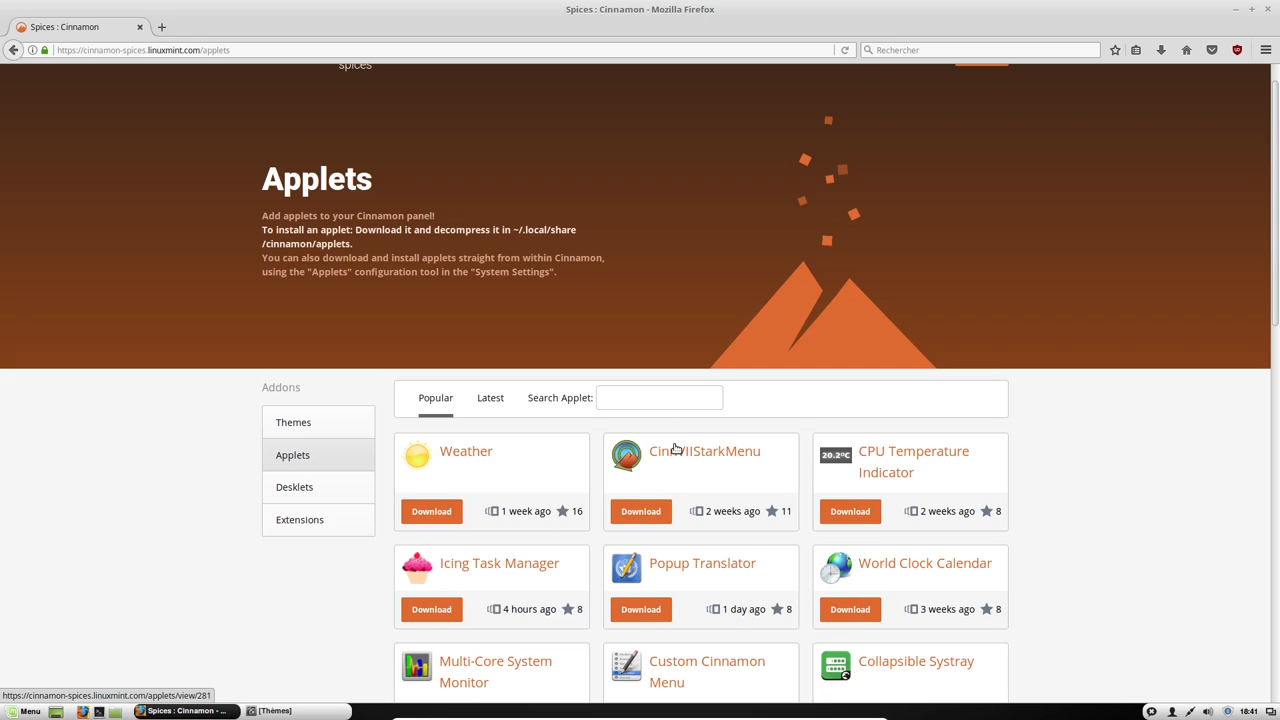 Spices : Cinnamon - Mozilla Firefox
Spices : Cinnamon
https://cinnamon-spices.linuxmint.com/applets
Rechercher
spices
Applets
Add applets to your Cinnamon panel!
To install an applet: Download it and decompress it in ~/.local/share
/cinnamon/applets.
You can also download and install applets straight from within Cinnamon,
using the "Applets" configuration tool in the "System Settings".
Addons
Themes
Applets
Desklets
Extensions
Popular Latest Search Applet:
Weather
Download 1 week ago 16
CinnVIIStarkMenu
Download 2 weeks ago 11
20.2ºC
CPU Temperature
Indicator
Download 2 weeks ago 8
Icing Task Manager
Download 4 hours ago 8
Popup Translator
Download 1 day ago 8
World Clock Calendar
Download 3 weeks ago 8
Multi-Core System
Monitor
Custom Cinnamon
Menu
Collapsible Systray
https://cinnamon-spices.linuxmint.com/applets/view/281
Menu
Spices : Cinnamon - ...
[Thèmes]
18:41